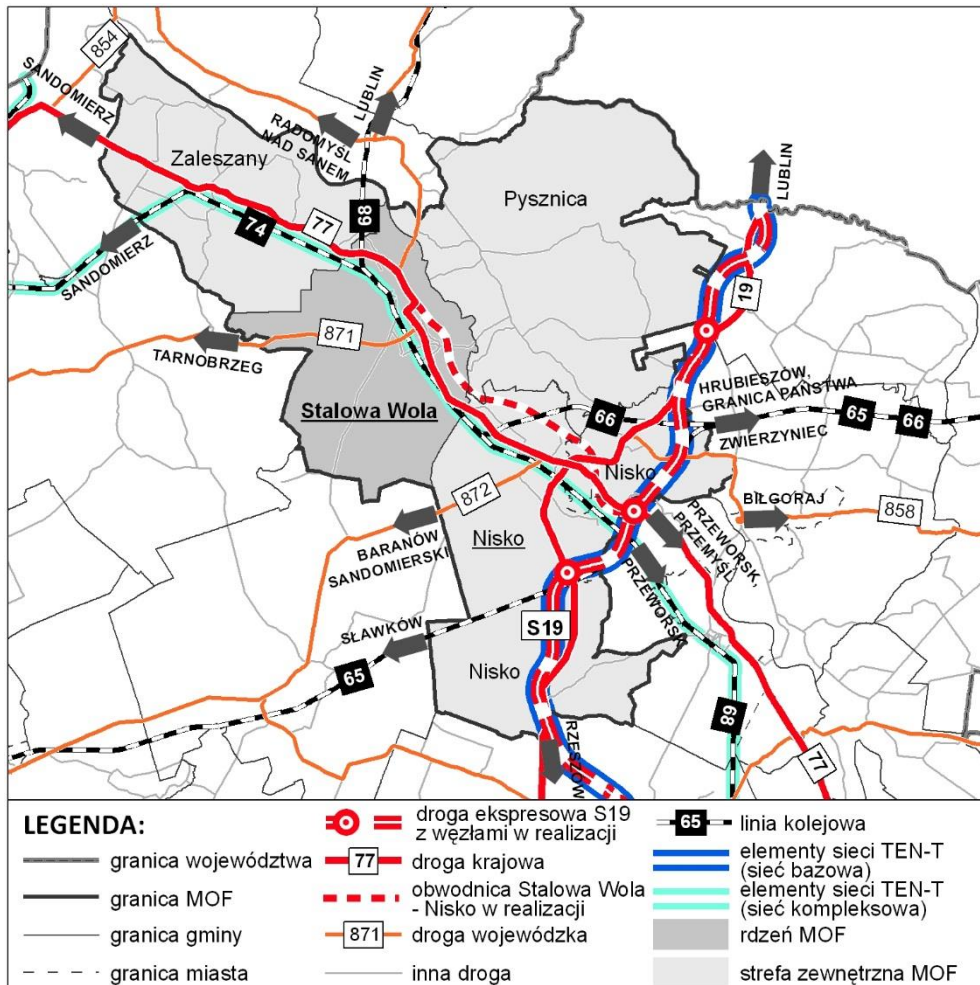 854
SANDOMIERZ
LUBLIN
RADOMYŚL
NAD SANEM
LUBLIN
Zaleszany
Pysznica
68
77
74
SANDOMIERZ
19
871
TARNOBRZEG
HRUBIESZÓW,
GRANICA PAŃSTWA
Stalowa Wola
66
65
66
ZWIERZYNIEC
Nisko
872
BIŁGORAJ
858
BARANÓW
SANDOMIERSKI
Nisko
PRZEWORSK,
PRZEMYŚL
PRZEWORSK
SŁAWKÓW
S19
65
Nisko
68
77
RZESZÓW
LEGENDA:
granica województwa
granica MOF
granica gminy
granica miasta
droga ekspresowa S19
z węzłami w realizacji
77
droga krajowa
obwodnica Stalowa Wola
- Nisko w realizacji
871
droga wojewódzka
inna droga
65
linia kolejowa
elementy sieci TEN-T
(sieć bazowa)
elementy sieci TEN-T
(sieć kompleksowa)
rdzeń MOF
strefa zewnętrzna MOF